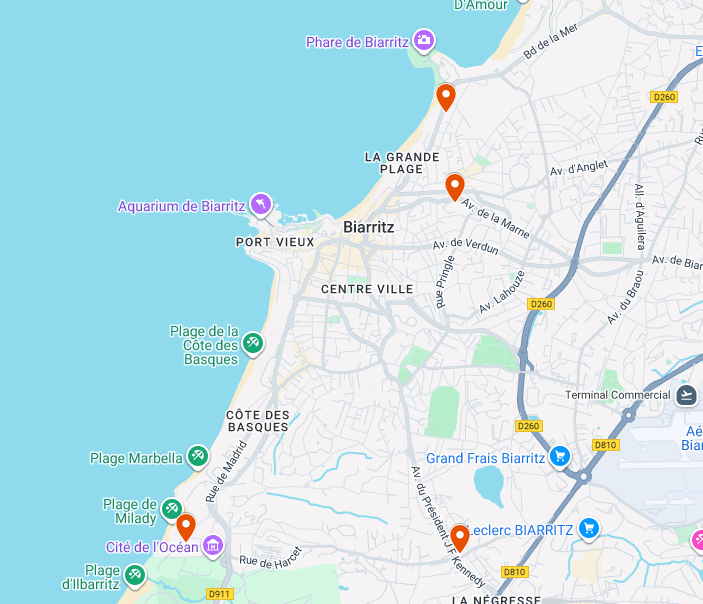 D'Amour
Phare de Biarritz
Bd de la Mer
E
D260
LA GRANDE
PLAGE
Av. d'Anglet
Aquarium de Biarritz
Av. de la Marne
All. d'Aguilera
Biarritz
PORT VIEUX
Av. de Verdun
Av. de Biar
Rue Pringle
CENTRE VILLE
Av. Lahouze
Av. du Braou
D260
Plage de la
Côte des
Basques
Terminal Commercial
CÔTE DES
BASQUES
D260
Aé
Biar
D810
Plage Marbella
Grand Frais Biarritz
Rue de Madrid
Av. du Président J F Kennedy
Plage de
Milady
Leclerc BIARRITZ
Cité de l'Océan
Rue de Harcet
Plage
d'Ilbarritz
D810
D911
LA NÉGRESSE